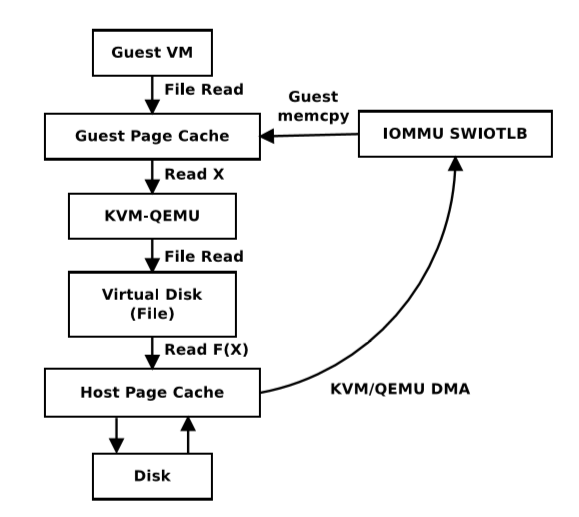 Guest VM
File Read
Guest
memcpy
Guest Page Cache
IOMMU SWIOTLB
Read X
KVM-QEMU
File Read
Virtual Disk
(File)
Read F(X)
Host Page Cache
KVM/QEMU DMA
Disk